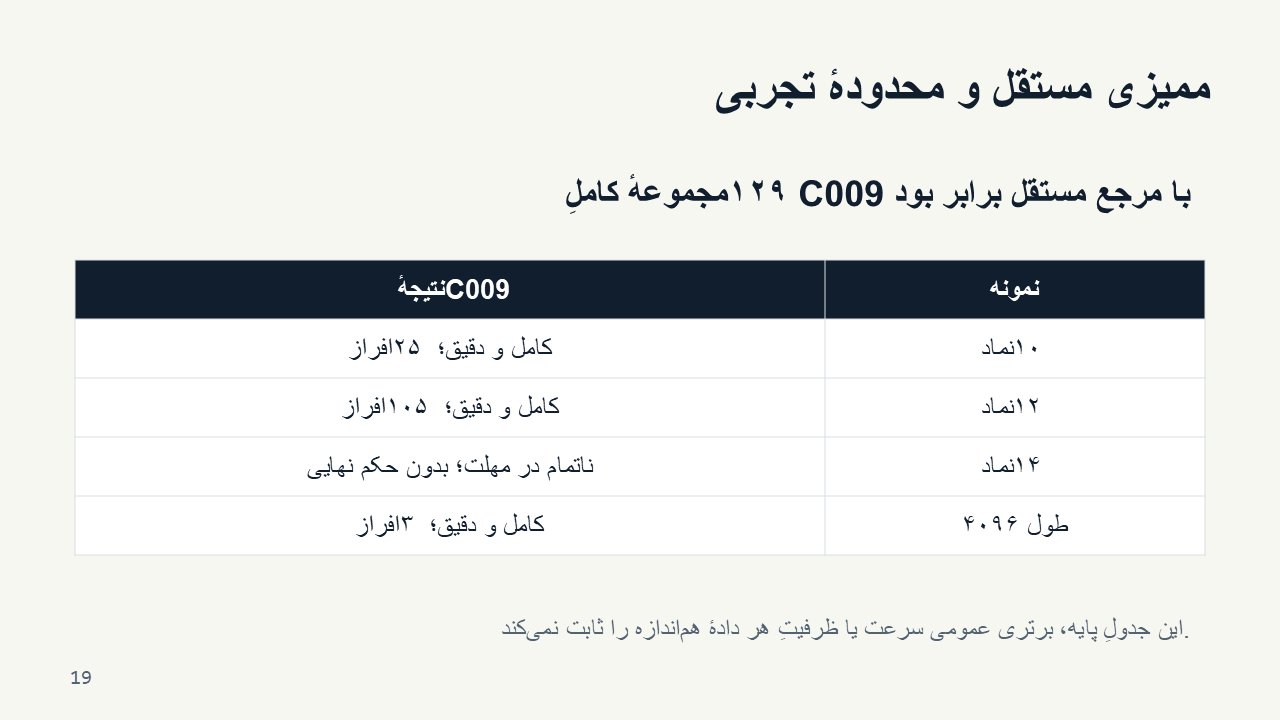 ممیزی مستقل و محدودهٔ تجربی
مجموعهٔ کاملِ ۱۲۹ C009 با مرجع مستقل برابر بود
نمونه	نتیجهٔ C009
۱۰ نماد	کامل و دقیق؛ ۲۵ افراز
۱۲ نماد	کامل و دقیق؛ ۱۰۵ افراز
۱۴ نماد	ناتمام در مهلت؛ بدون حکم نهایی
طول ۴۰۹۶	کامل و دقیق؛ ۳ افراز
این جدولِ پایه، برتری عمومی سرعت یا ظرفیتِ هر دادهٔ هم‌اندازه را ثابت نمی‌کند.
19